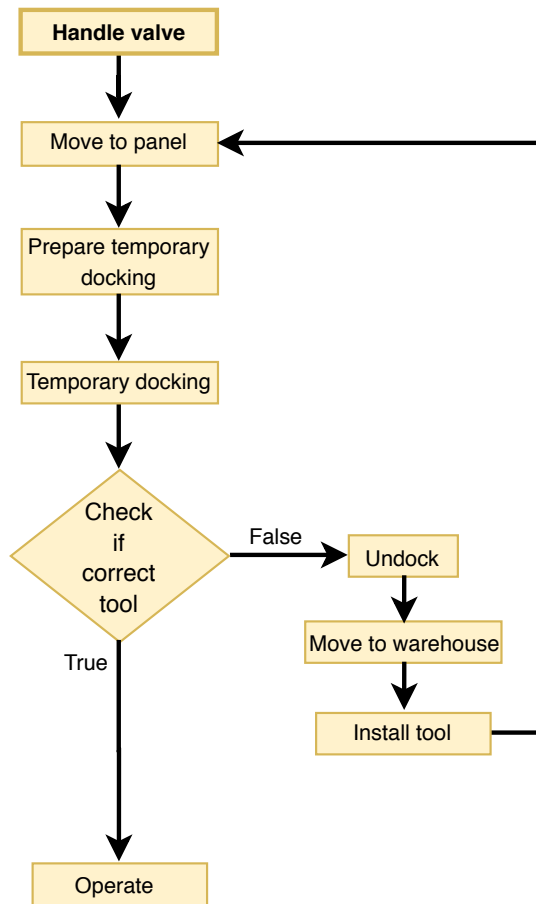 Handle valve
Move to panel
Prepare temporary
docking
Temporary docking
Check
if
correct
tool
False
Undock
Move to warehouse
True
Install tool
Operate